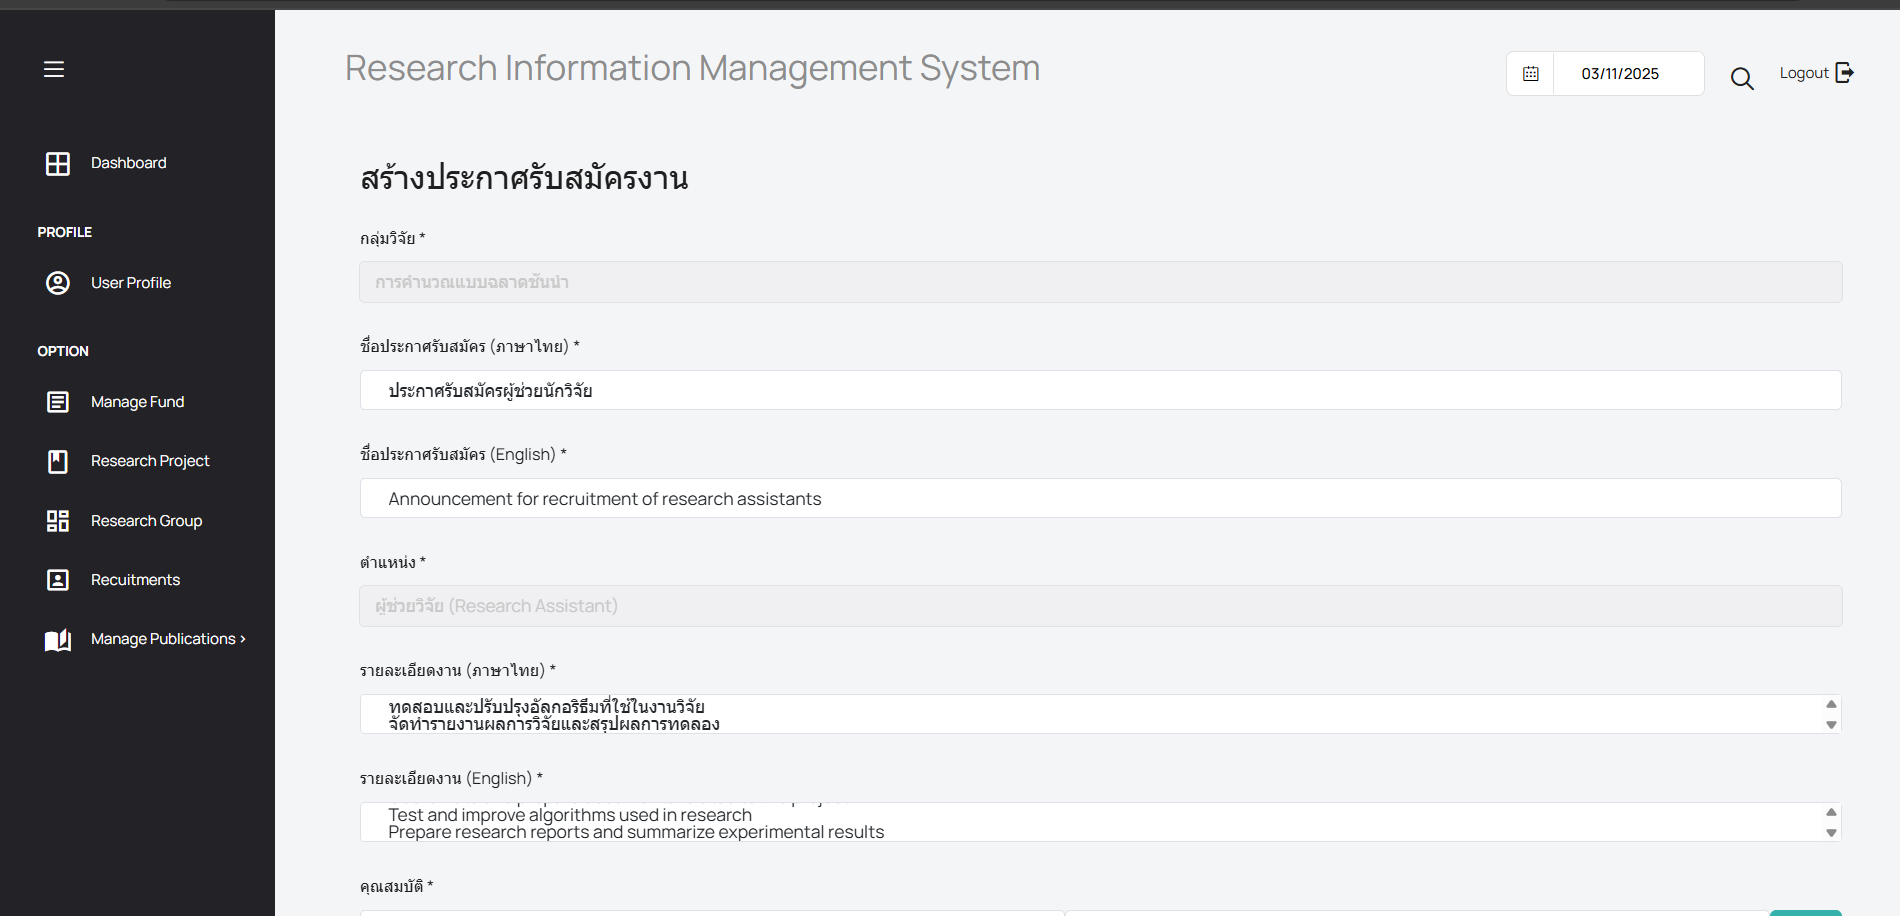 Research Information Management System
03/11/2025
Logout
Dashboard
PROFILE
User Profile
OPTION
Manage Fund
Research Project
Research Group
Recuitments
Manage Publications ›
สร้างประกาศรับสมัครงาน
กลุ่มวิจัย *
การคำนวณแบบฉลาดชั้นนำ
ชื่อประกาศรับสมัคร (ภาษาไทย) *
ประกาศรับสมัครผู้ช่วยนักวิจัย
ชื่อประกาศรับสมัคร (English) *
Announcement for recruitment of research assistants
ตำแหน่ง *
ผู้ช่วยวิจัย (Research Assistant)
รายละเอียดงาน (ภาษาไทย) *
ทดสอบและปรับปรุงอัลกอริธึมที่ใช้ในงานวิจัย
จัดทำรายงานผลการวิจัยและสรุปผลการทดลอง
รายละเอียดงาน (English) *
Test and improve algorithms used in research
Prepare research reports and summarize experimental results
คุณสมบัติ *